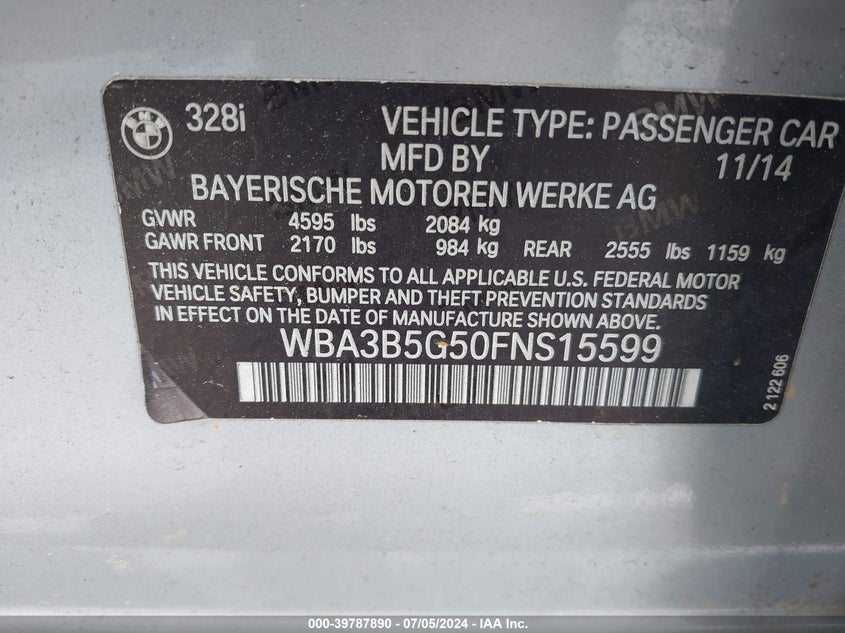 328i
VEHICLE TYPE: PASSENGER CAR
MFD BY
11/14
BAYERISCHE MOTOREN WERKE AG
GVWR 4595 lbs 2084 kg
GAWR FRONT 2170 lbs 984 kg REAR 2555 lbs 1159 kg
THIS VEHICLE CONFORMS TO ALL APPLICABLE U.S. FEDERAL MOTOR
VEHICLE SAFETY, BUMPER AND THEFT PREVENTION STANDARDS
IN EFFECT ON THE DATE OF MANUFACTURE SHOWN ABOVE.
WBA3B5G50FNS15599
2 122 606
000-39787890 - 07/05/2024 - IAA Inc.